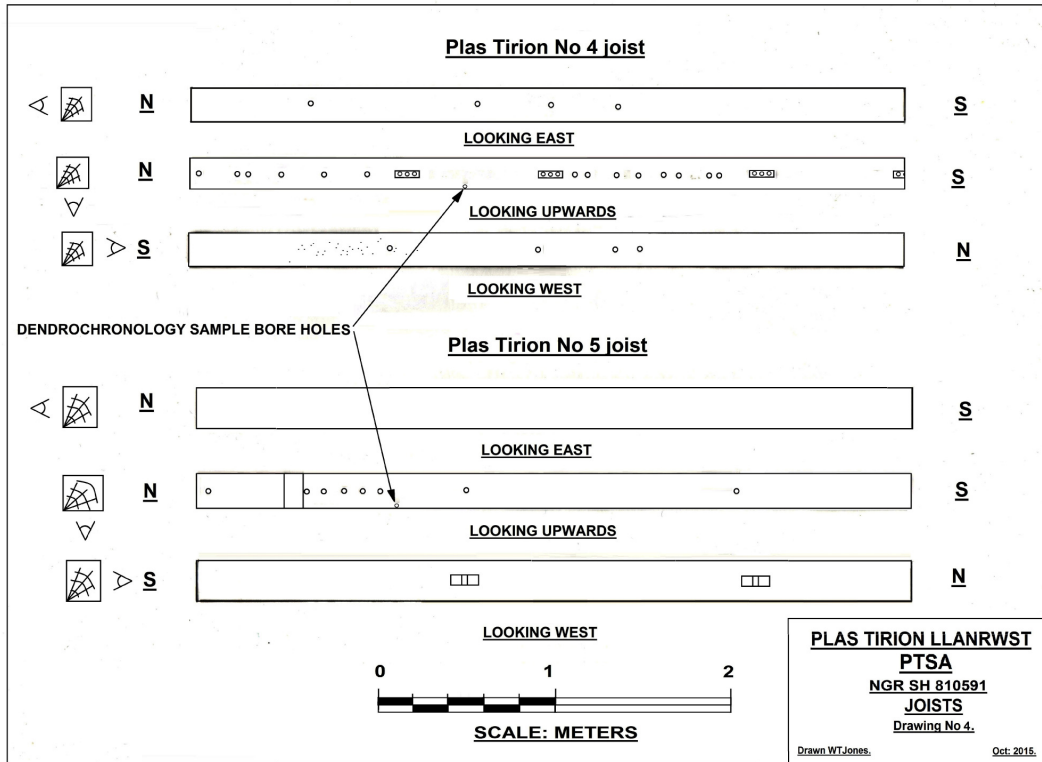 Plas Tirion No 4 joist
N S
LOOKING EAST
N S
LOOKING UPWARDS
S N
LOOKING WEST
DENDROCHRONOLOGY SAMPLE BORE HOLES
Plas Tirion No 5 joist
N S
LOOKING EAST
N S
LOOKING UPWARDS
S N
LOOKING WEST
0 1 2
SCALE: METERS
PLAS TIRION LLANRWST
PTSA
NGR SH 810591
JOISTS
Drawing No 4.
Drawn WTJones. Oct: 2015.